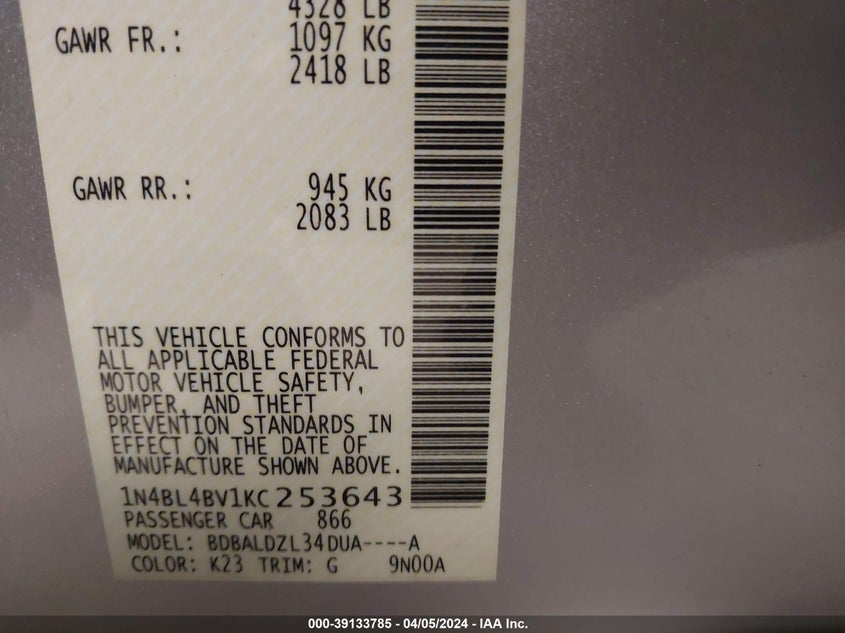 4328 LB
GAWR FR.: 1097 KG
2418 LB
GAWR RR.: 945 KG
2083 LB
THIS VEHICLE CONFORMS TO
ALL APPLICABLE FEDERAL
MOTOR VEHICLE SAFETY,
BUMPER, AND THEFT
PREVENTION STANDARDS IN
EFFECT ON THE DATE OF
MANUFACTURE SHOWN ABOVE.
1N4BL4BV1KC253643
PASSENGER CAR 866
MODEL: BDBALDZL34DUA----A
COLOR: K23 TRIM: G 9N00A
000-39133785 - 04/05/2024 - IAA Inc.